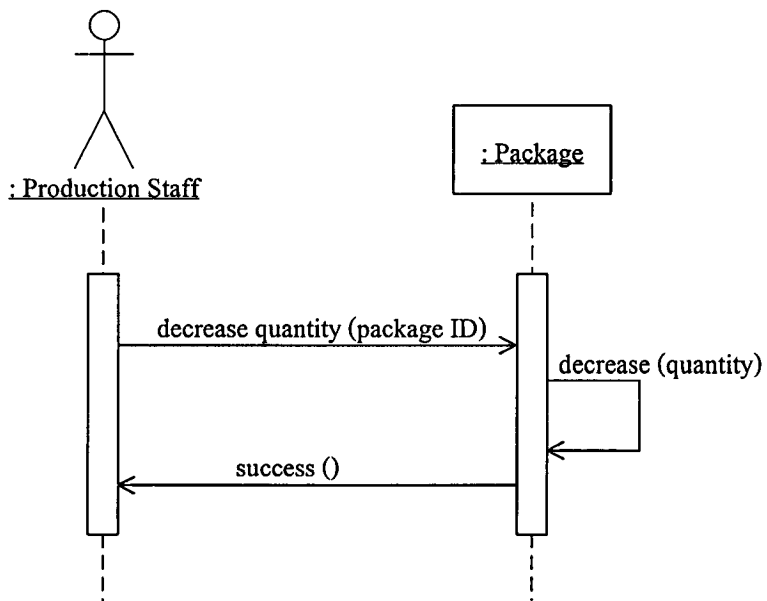 : Package
: Production Staff
decrease quantity (package ID)
decrease (quantity)
success ()